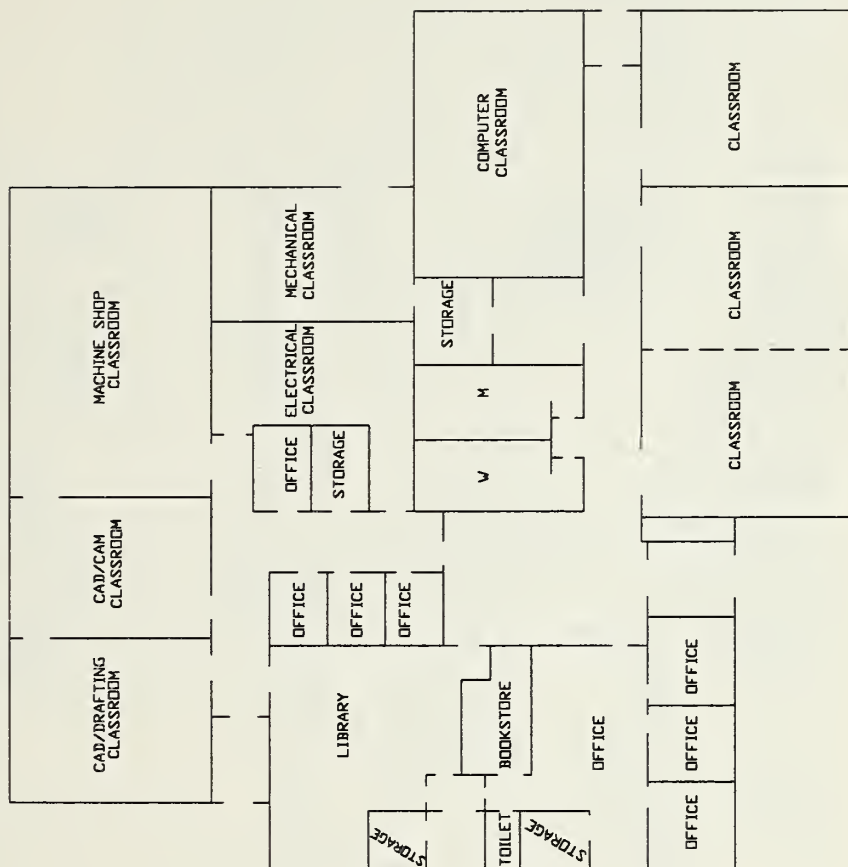 CAD/DRAFTING
CLASSROOM
CAD/CAM
CLASSROOM
MACHINE SHOP
CLASSROOM
OFFICE
OFFICE
ELECTRICAL
CLASSROOM
MECHANICAL
CLASSROOM
LIBRARY
OFFICE
STORAGE
OFFICE
STORAGE
STORAGE
W
M
COMPUTER
CLASSROOM
TOILET
BOOKSTORE
STORAGE
OFFICE
OFFICE
OFFICE
OFFICE
CLASSROOM
CLASSROOM
CLASSROOM